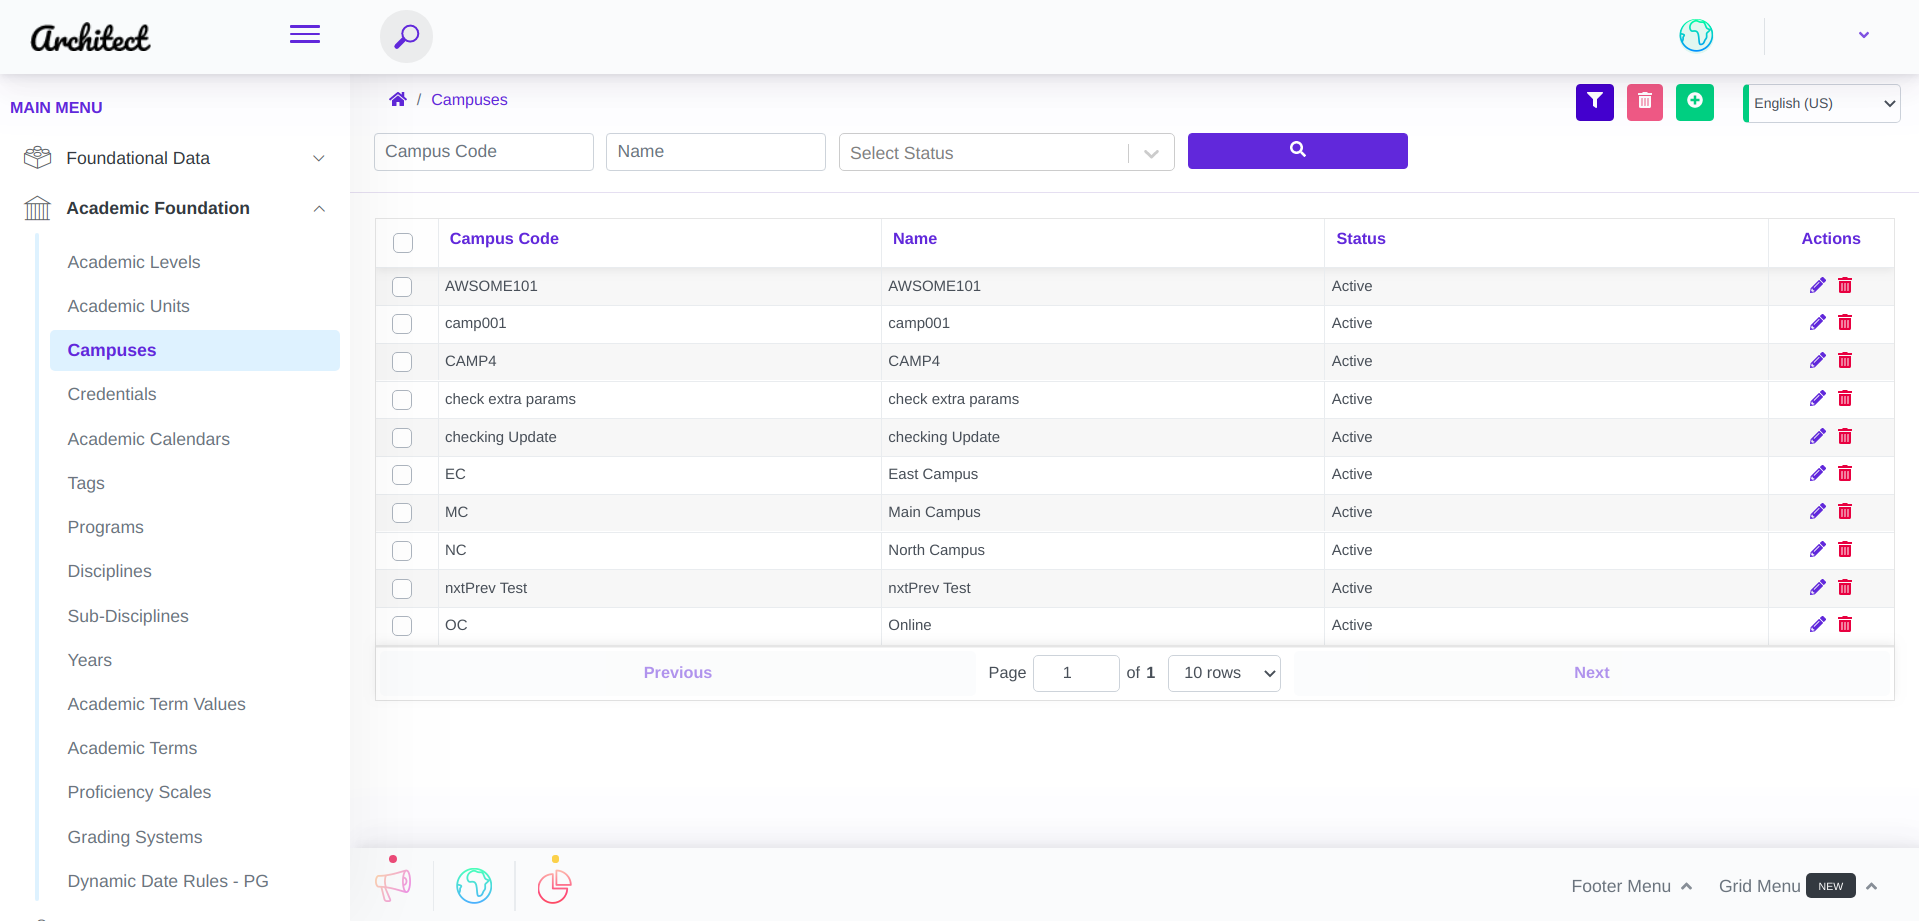 Architect
MAIN MENU
Foundational Data
Academic Foundation
Academic Levels
Academic Units
Campuses
Credentials
Academic Calendars
Tags
Programs
Disciplines
Sub-Disciplines
Years
Academic Term Values
Academic Terms
Proficiency Scales
Grading Systems
Dynamic Date Rules - PG
/ Campuses
English (US)
Campus Code
Name
Select Status
Campus Code Name Status Actions
AWSOME101 AWSOME101 Active
camp001 camp001 Active
CAMP4 CAMP4 Active
check extra params check extra params Active
checking Update checking Update Active
EC East Campus Active
MC Main Campus Active
NC North Campus Active
nxtPrev Test nxtPrev Test Active
OC Online Active
Previous Page 1 of 1 10 rows Next
Footer Menu Grid Menu NEW